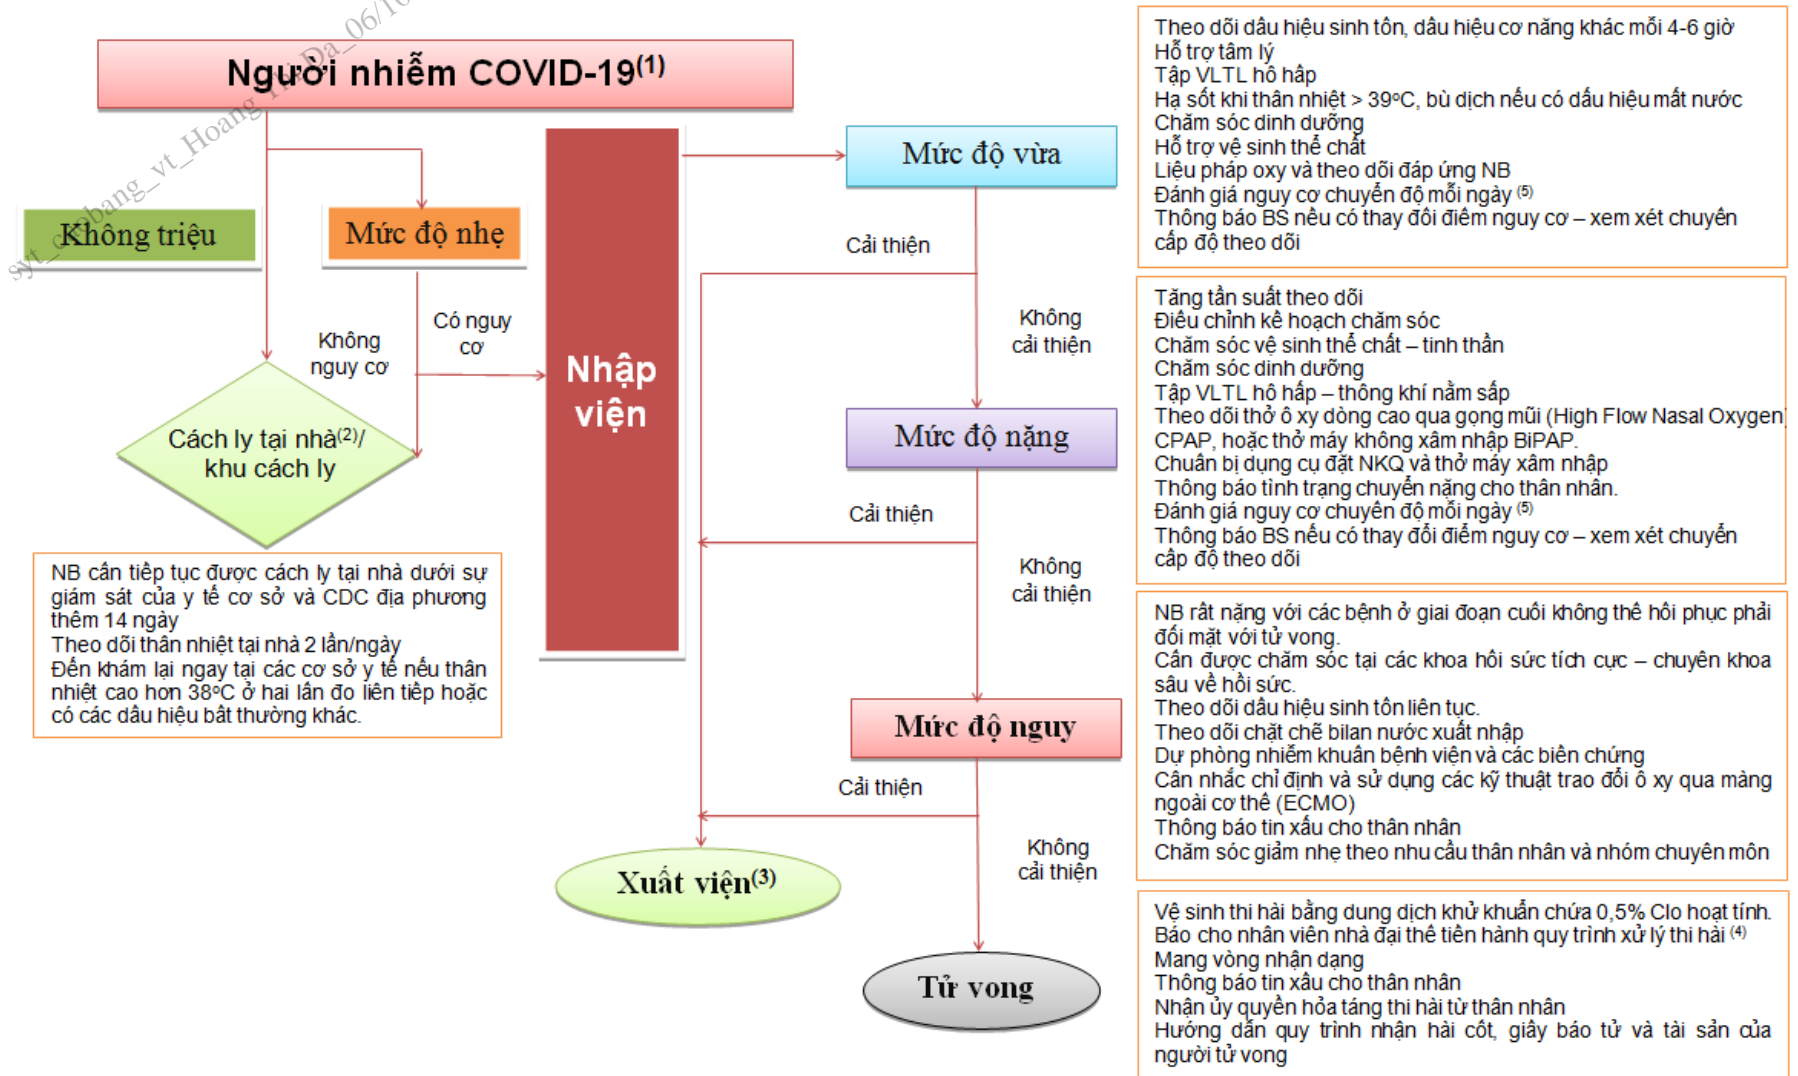 Người nhiễm COVID-19(1)
Không triệu
Mức độ nhẹ
Không
nguy cơ
Có nguy
cơ
Cách ly tại nhà(2)/
khu cách ly
NB cần tiếp tục được cách ly tại nhà dưới sự
giám sát của y tế cơ sở và CDC địa phương
thêm 14 ngày
Theo dõi thân nhiệt tại nhà 2 lần/ngày
Đến khám lại ngay tại các cơ sở y tế nếu thân
nhiệt cao hơn 38ºC ở hai lần đo liên tiếp hoặc
có các dấu hiệu bất thường khác.
Nhập
viện
Mức độ vừa
Cải thiện
Không
cải thiện
Mức độ nặng
Cải thiện
Không
cải thiện
Mức độ nguy
Cải thiện
Không
cải thiện
Xuất viện(3)
Tử vong
Theo dõi dấu hiệu sinh tồn, dấu hiệu cơ năng khác mỗi 4-6 giờ
Hỗ trợ tâm lý
Tập VLTL hô hấp
Hạ sốt khi thân nhiệt > 39ºC, bù dịch nếu có dấu hiệu mất nước
Chăm sóc dinh dưỡng
Hỗ trợ vệ sinh thể chất
Liệu pháp oxy và theo dõi đáp ứng NB
Đánh giá nguy cơ chuyển độ mỗi ngày (5)
Thông báo BS nếu có thay đổi điểm nguy cơ – xem xét chuyển
cấp độ theo dõi
Tăng tần suất theo dõi
Điều chỉnh kế hoạch chăm sóc
Chăm sóc vệ sinh thể chất – tinh thần
Chăm sóc dinh dưỡng
Tập VLTL hô hấp – thông khí nằm sấp
Theo dõi thở ô xy dòng cao qua gọng mũi (High Flow Nasal Oxygen)
CPAP, hoặc thở máy không xâm nhập BiPAP.
Chuẩn bị dụng cụ đặt NKQ và thở máy xâm nhập
Thông báo tình trạng chuyển nặng cho thân nhân.
Đánh giá nguy cơ chuyển độ mỗi ngày (5)
Thông báo BS nếu có thay đổi điểm nguy cơ – xem xét chuyển
cấp độ theo dõi
NB rất nặng với các bệnh ở giai đoạn cuối không thể hồi phục phải
đối mặt với tử vong.
Cần được chăm sóc tại các khoa hồi sức tích cực – chuyên khoa
sâu về hồi sức.
Theo dõi dấu hiệu sinh tồn liên tục.
Theo dõi chặt chẽ bilan nước xuất nhập
Dự phòng nhiễm khuẩn bệnh viện và các biến chứng
Cân nhắc chỉ định và sử dụng các kỹ thuật trao đổi ô xy qua màng
ngoài cơ thể (ECMO)
Thông báo tin xấu cho thân nhân
Chăm sóc giảm nhẹ theo nhu cầu thân nhân và nhóm chuyên môn
Vệ sinh thi hài bằng dung dịch khử khuẩn chứa 0,5% Clo hoạt tính.
Báo cho nhân viên nhà đại thể tiến hành quy trình xử lý thi hài (4)
Mang vòng nhận dạng
Thông báo tin xấu cho thân nhân
Nhận ủy quyền hỏa táng thi hài từ thân nhân
Hướng dẫn quy trình nhận hài cốt, giấy báo tử và tài sản của
người tử vong